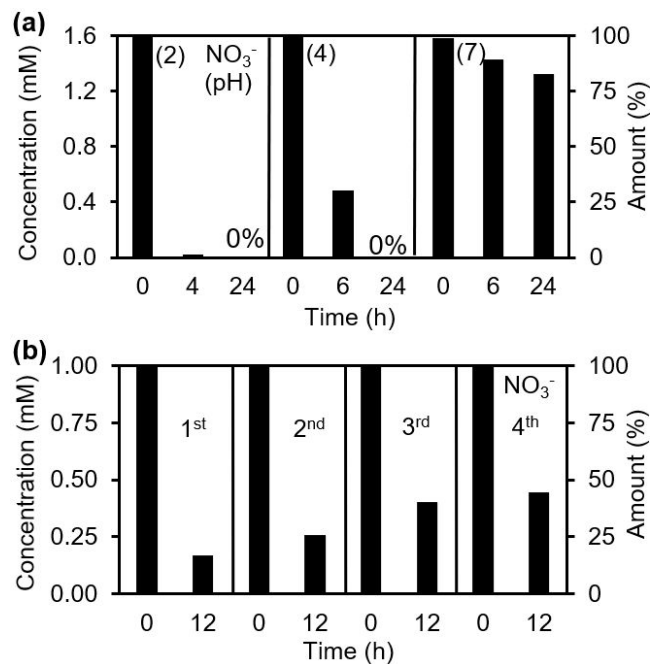 (a)
1.6
1.2
0.8
0.4
0.0
Concentration (mM)
(2) NO₃⁻
(pH)
(4)
(7)
0%
0%
100
75
50
25
0
Amount (%)
0 4 24 0 6 24 0 6 24
Time (h)
(b)
1.00
0.75
0.50
0.25
0.00
Concentration (mM)
1st
2nd
3rd
NO₃⁻
4th
100
75
50
25
0
Amount (%)
0 12 0 12 0 12 0 12
Time (h)